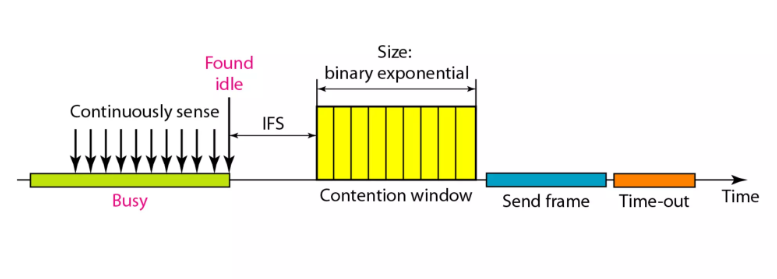 Size:
binary exponential
Found
idle
Continuously sense
IFS
Busy
Contention window
Send frame
Time-out
Time